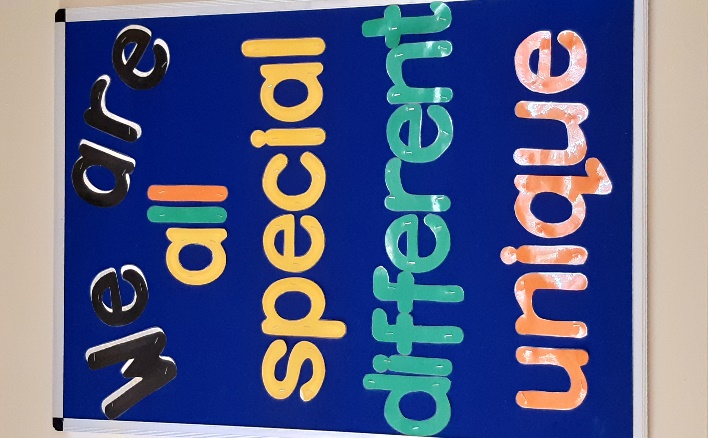 We are
all
special
different
unique